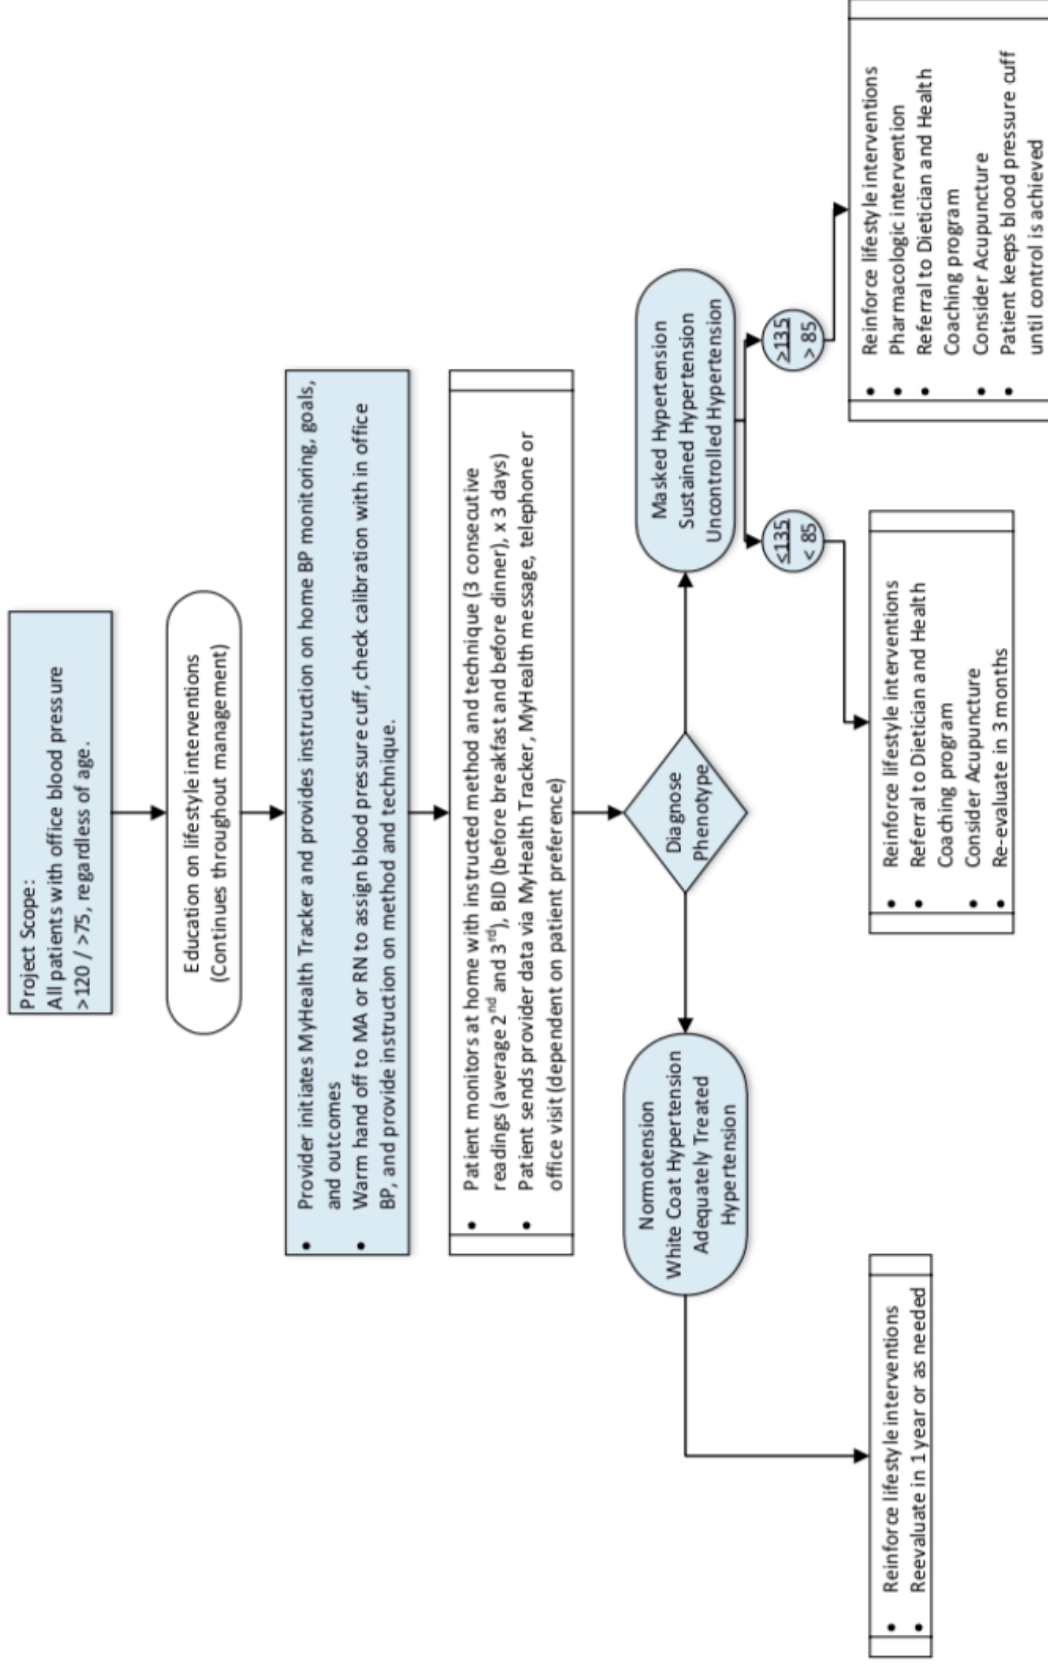 Project Scope:
All patients with office blood pressure
>120 / >75, regardless of age.
Education on lifestyle interventions
(Continues throughout management)
• Provider initiates MyHealth Tracker and provides instruction on home BP monitoring, goals,
and outcomes
• Warm hand off to MA or RN to assign blood pressure cuff, check calibration with in office
BP, and provide instruction on method and technique.
• Patient monitors at home with instructed method and technique (3 consecutive
readings (average 2nd and 3rd), BID (before breakfast and before dinner), x 3 days)
• Patient sends provider data via MyHealth Tracker, MyHealth message, telephone or
office visit (dependent on patient preference)
Diagnose
Phenotype
Normotension
White Coat Hypertension
Adequately Treated
Hypertension
Masked Hypertension
Sustained Hypertension
Uncontrolled Hypertension
≤135
< 85
≥135
> 85
• Reinforce lifestyle interventions
• Reevaluate in 1 year or as needed
• Reinforce lifestyle interventions
• Referral to Dietician and Health
Coaching program
• Consider Acupuncture
• Re-evaluate in 3 months
• Reinforce lifestyle interventions
• Pharmacologic intervention
• Referral to Dietician and Health
Coaching program
• Consider Acupuncture
• Patient keeps blood pressure cuff
until control is achieved